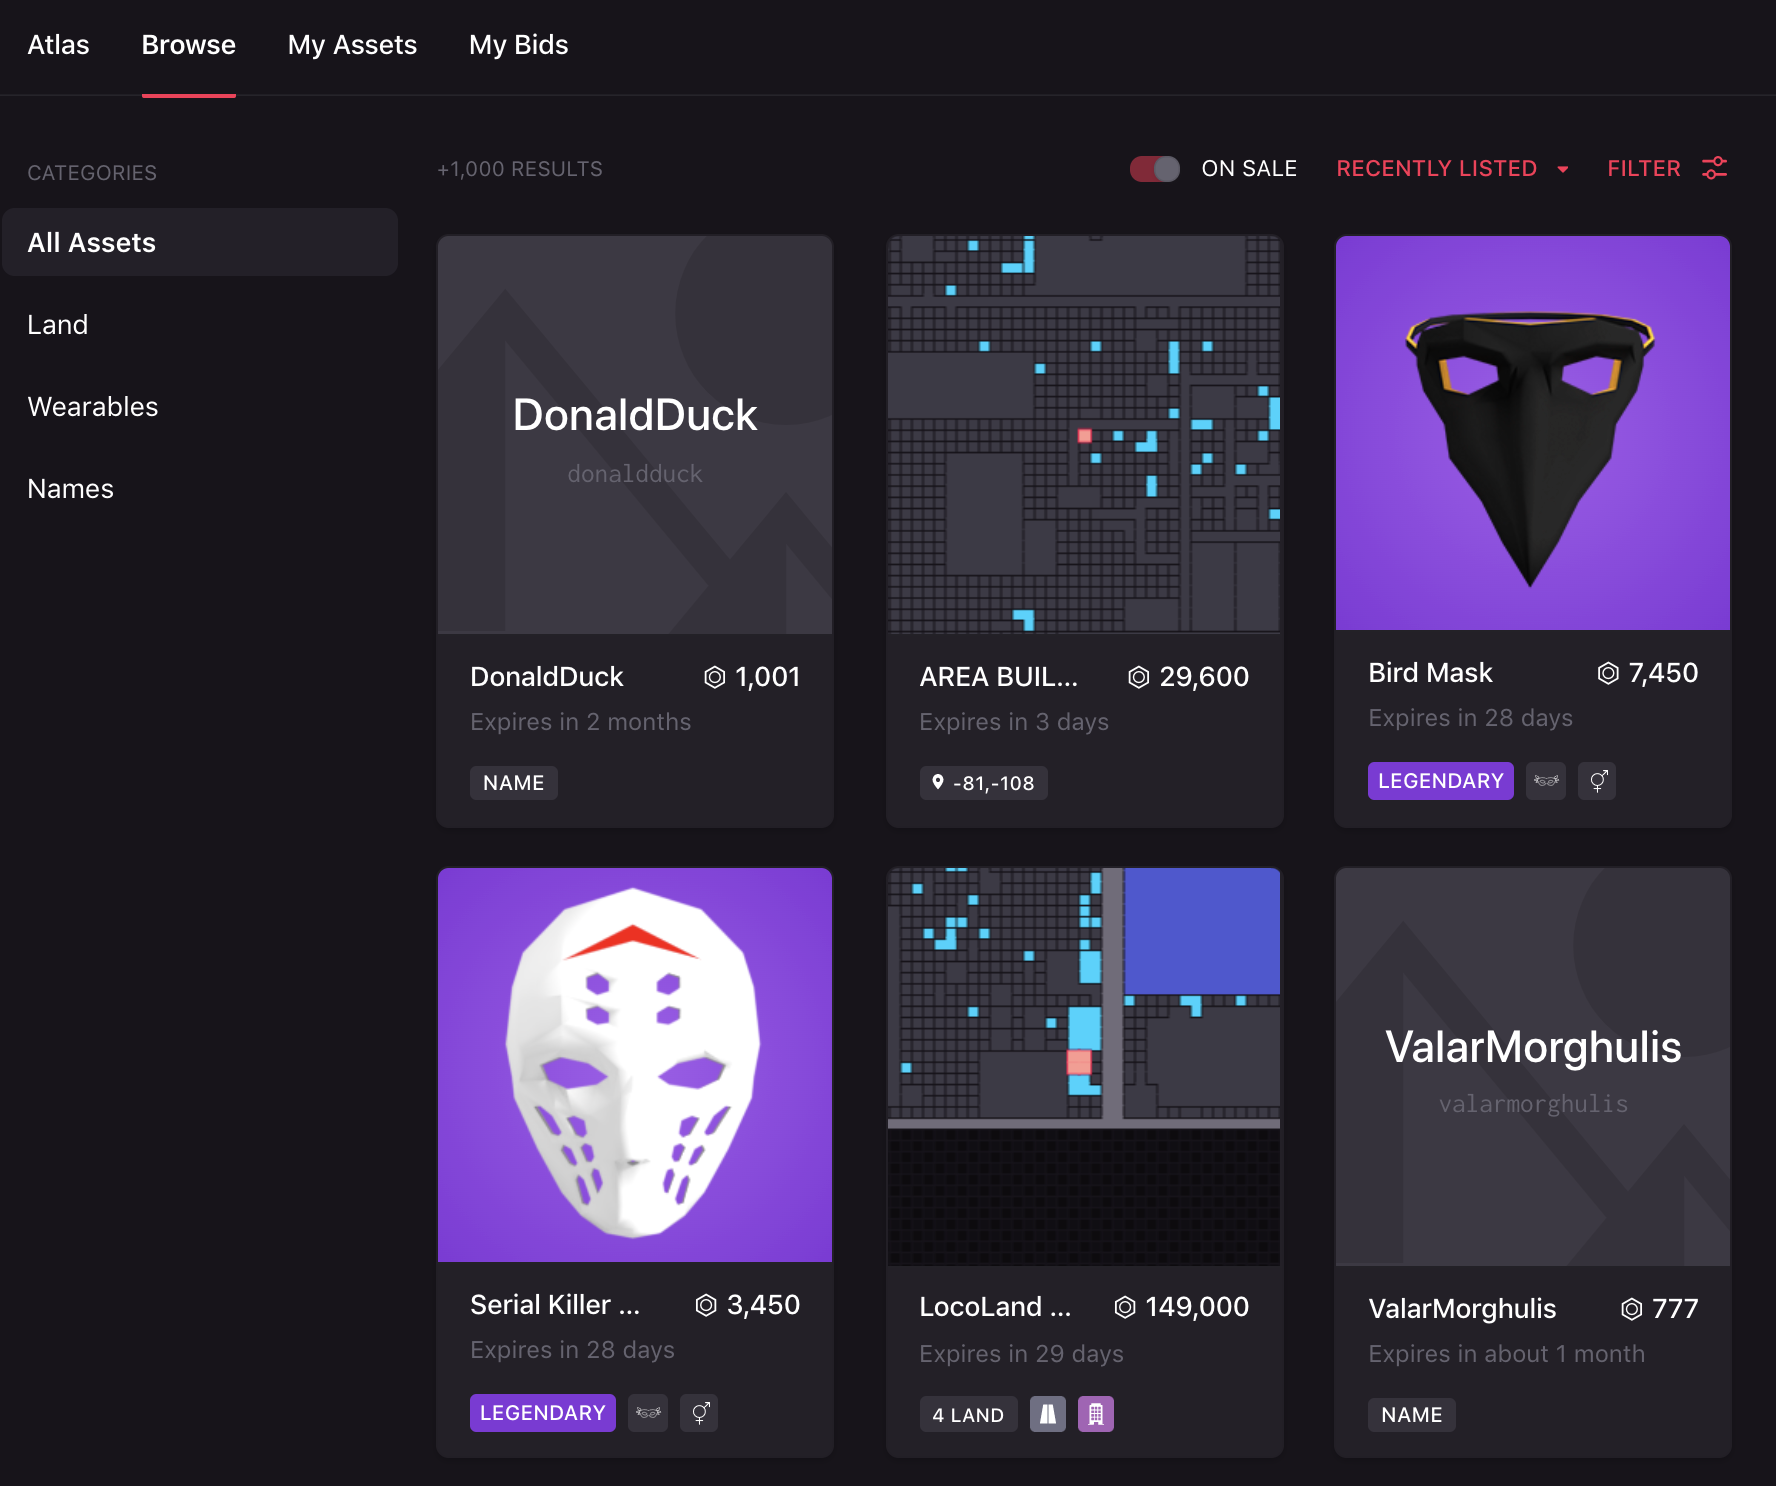 Atlas
Browse
My Assets
My Bids
CATEGORIES
All Assets
Land
Wearables
Names
+1,000 RESULTS
ON SALE
RECENTLY LISTED
FILTER
DonaldDuck
donaldduck
DonaldDuck 1,001
Expires in 2 months
NAME
AREA BUIL... 29,600
Expires in 3 days
-81,-108
Bird Mask 7,450
Expires in 28 days
LEGENDARY
Serial Killer ... 3,450
Expires in 28 days
LEGENDARY
LocoLand ... 149,000
Expires in 29 days
4 LAND
ValarMorghulis
valarmorghulis
ValarMorghulis 777
Expires in about 1 month
NAME